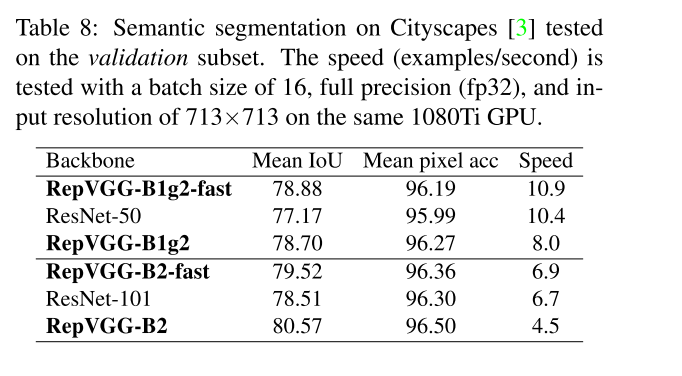 Table 8: Semantic segmentation on Cityscapes [3] tested
on the validation subset. The speed (examples/second) is
tested with a batch size of 16, full precision (fp32), and in-
put resolution of 713×713 on the same 1080Ti GPU.
Backbone Mean IoU Mean pixel acc Speed
RepVGG-B1g2-fast 78.88 96.19 10.9
ResNet-50 77.17 95.99 10.4
RepVGG-B1g2 78.70 96.27 8.0
RepVGG-B2-fast 79.52 96.36 6.9
ResNet-101 78.51 96.30 6.7
RepVGG-B2 80.57 96.50 4.5